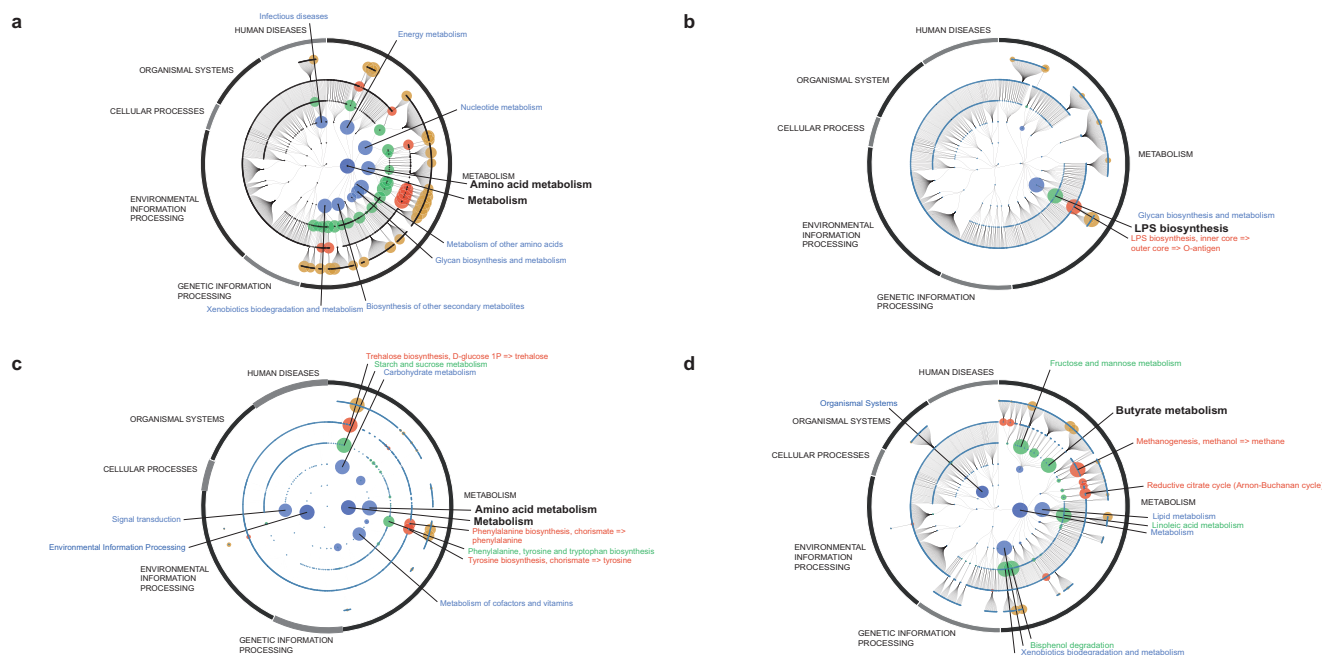 a
Infectious diseases
HUMAN DISEASES
Energy metabolism
ORGANISMAL SYSTEMS
CELLULAR PROCESSES
Nucleotide metabolism
METABOLISM
Amino acid metabolism
Metabolism
ENVIRONMENTAL
INFORMATION
PROCESSING
Metabolism of other amino acids
Glycan biosynthesis and metabolism
GENETIC INFORMATION
PROCESSING
Xenobiotics biodegradation and metabolism
Biosynthesis of other secondary metabolites
b
HUMAN DISEASES
ORGANISMAL SYSTEM
CELLULAR PROCESS
METABOLISM
ENVIRONMENTAL
INFORMATION
PROCESSING
Glycan biosynthesis and metabolism
LPS biosynthesis
LPS biosynthesis, inner core =>
outer core => O-antigen
GENETIC INFORMATION
PROCESSING
c
Trehalose biosynthesis, D-glucose 1P => trehalose
Starch and sucrose metabolism
Carbohydrate metabolism
HUMAN DISEASES
ORGANISMAL SYSTEMS
CELLULAR PROCESSES
METABOLISM
Amino acid metabolism
Metabolism
Signal transduction
Phenylalanine biosynthesis, chorismate =>
phenylalanine
Environmental Information Processing
Phenylalanine, tyrosine and tryptophan biosynthesis
Tyrosine biosynthesis, chorismate => tyrosine
ENVIRONMENTAL
INFORMATION
PROCESSING
Metabolism of cofactors and vitamins
GENETIC INFORMATION
PROCESSING
d
Fructose and mannose metabolism
HUMAN DISEASES
Organismal Systems
Butyrate metabolism
ORGANISMAL SYSTEMS
Methanogenesis, methanol => methane
CELLULAR PROCESSES
Reductive citrate cycle (Arnon-Buchanan cycle
METABOLISM
Lipid metabolism
Linoleic acid metabolism
Metabolism
ENVIRONMENTAL
INFORMATION
PROCESSING
GENETIC INFORMATION
PROCESSING
Bisphenol degradation
Xenobiotics biodegradation and metabolism